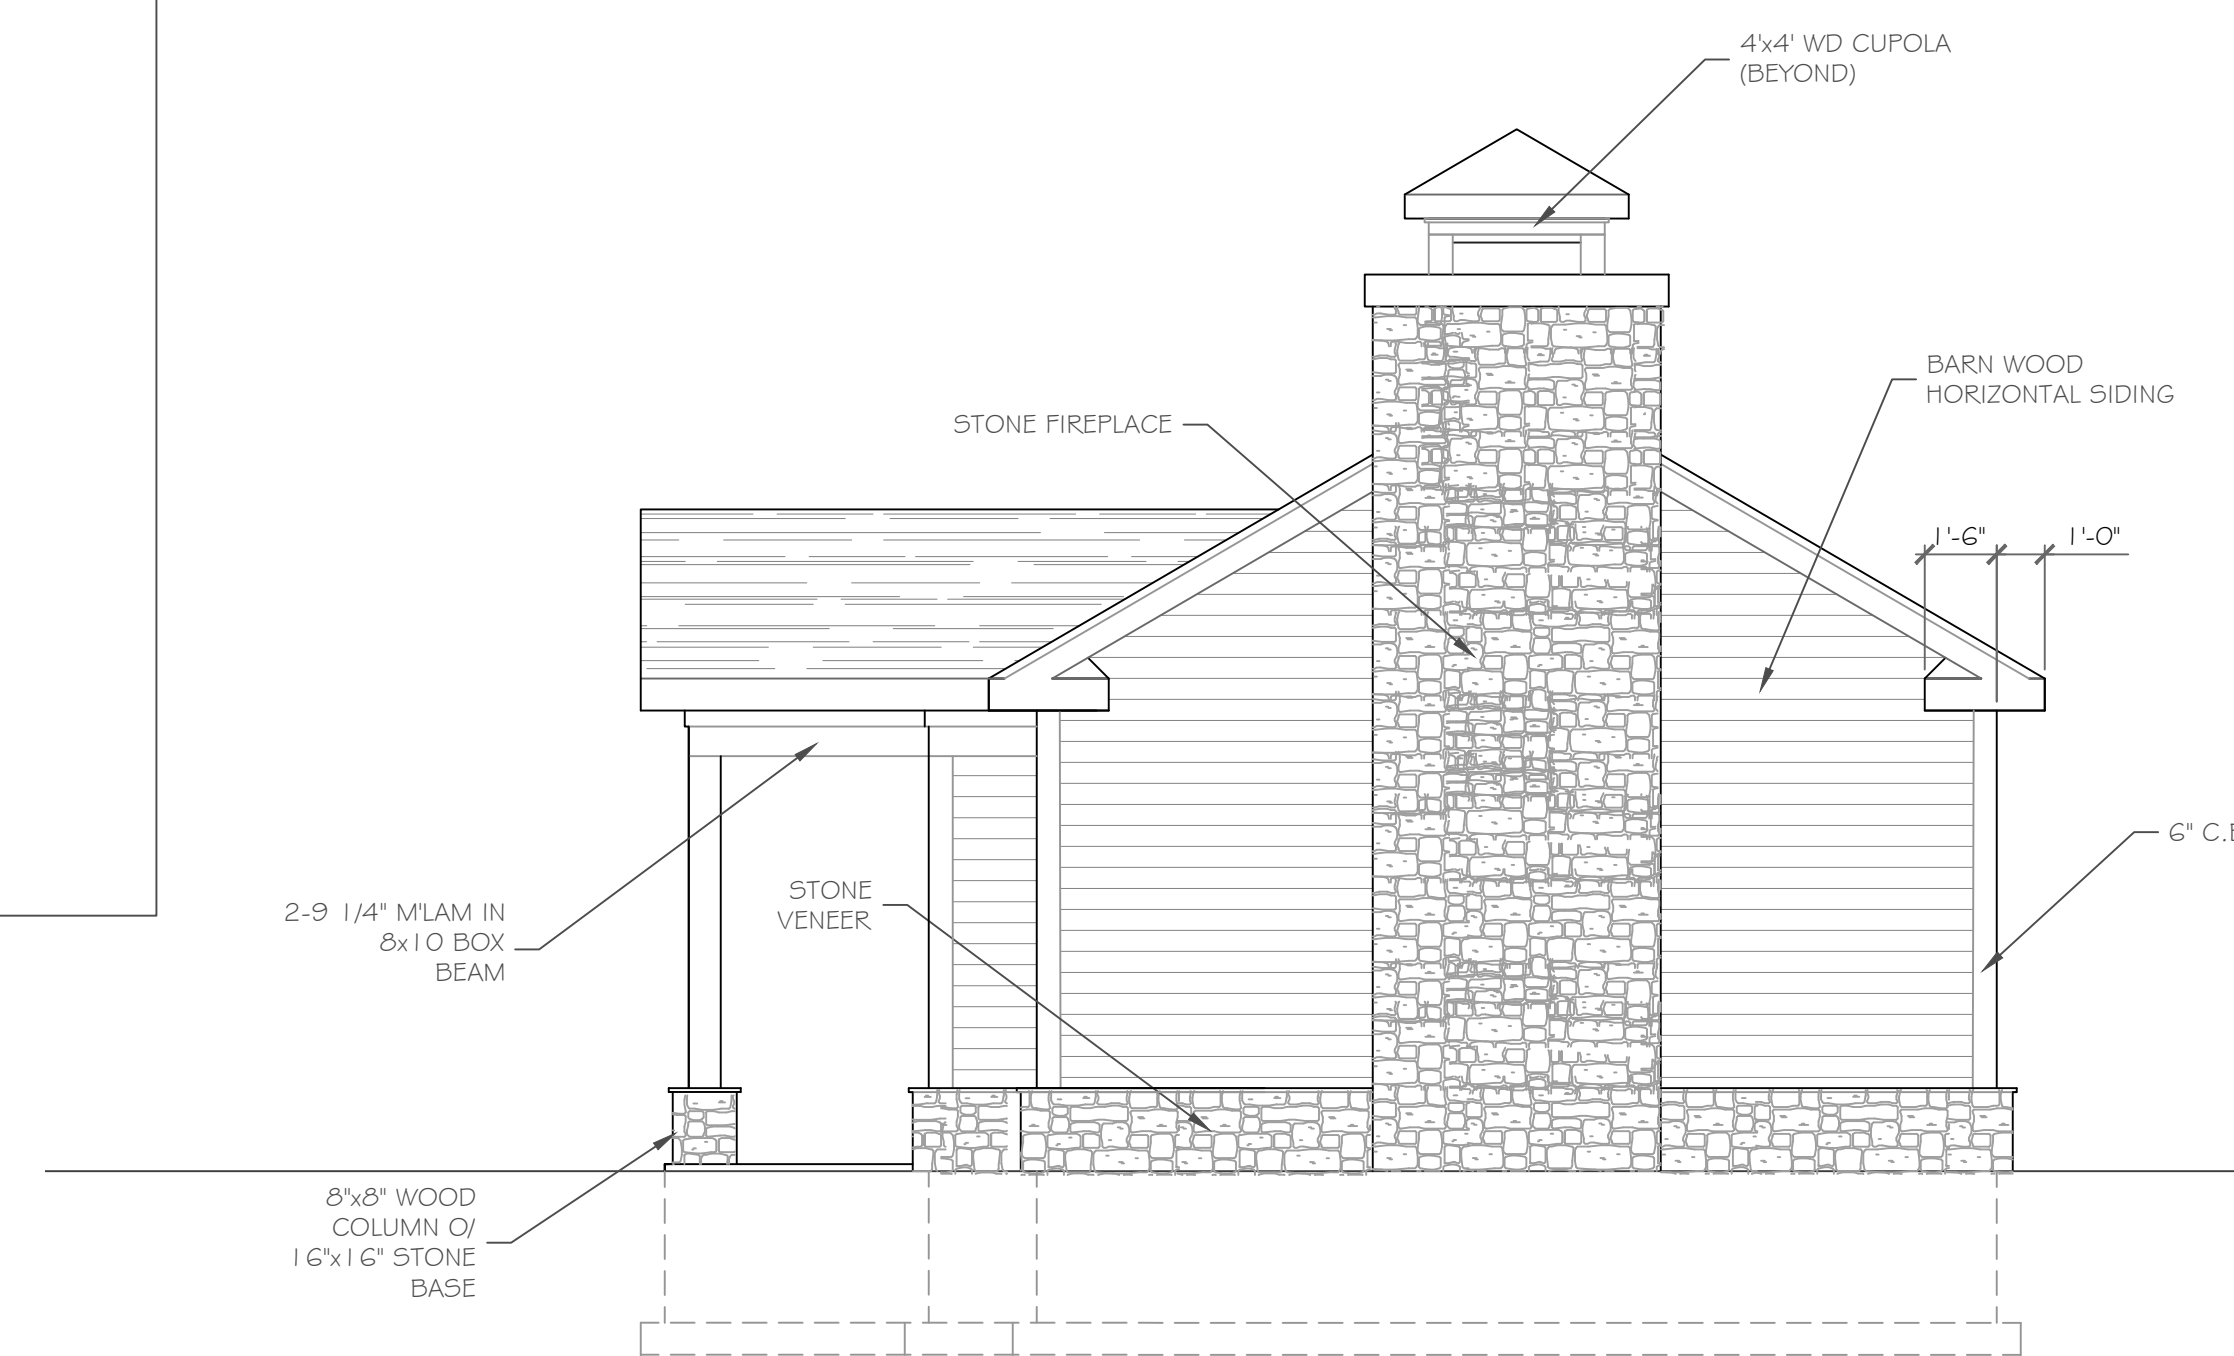 4'x4' WD CUPOLA
(BEYOND)
BARN WOOD
HORIZONTAL SIDING
STONE FIREPLACE
1'-6" 1'-0"
6"
STONE
VENEER
2-9 1/4" M'LAM IN
8x10 BOX
BEAM
8"x8" WOOD
COLUMN O/
16"x16" STONE
BASE